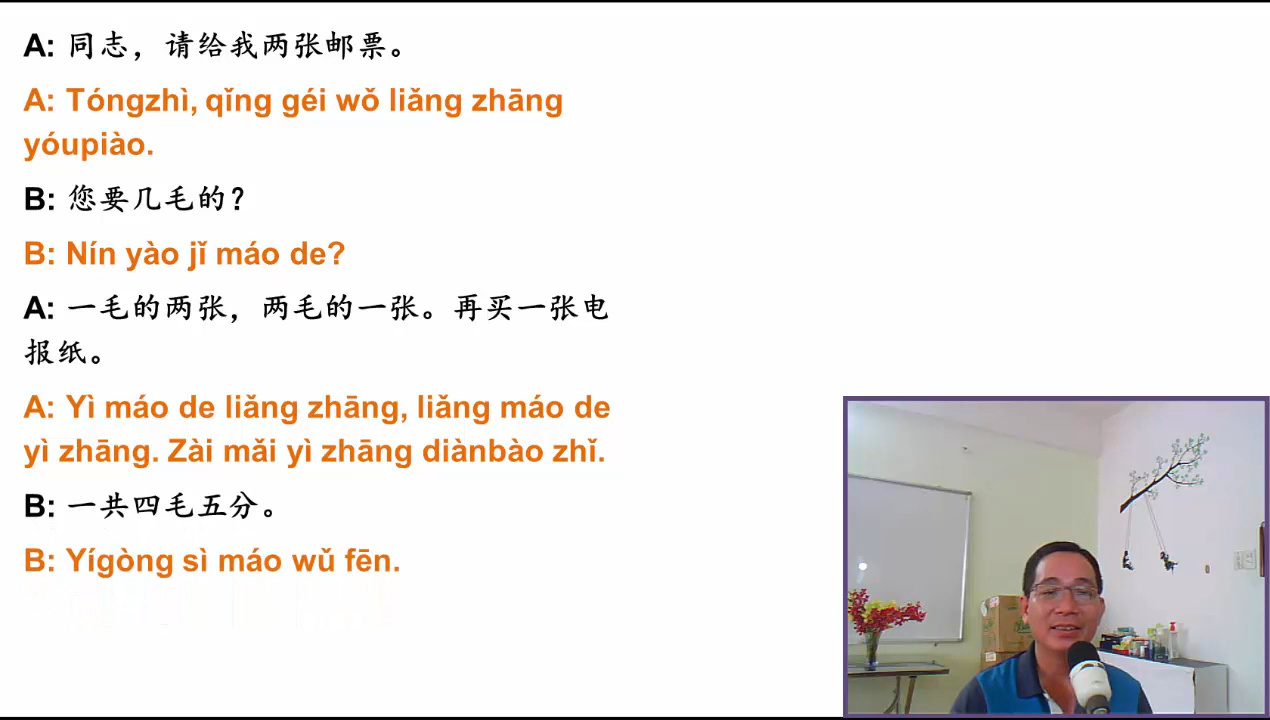 A: 同志，请给我两张邮票。
A: Tóngzhì, qǐng géi wǒ liǎng zhāng
yóupiào.
B: 您要几毛的？
B: Nín yào jǐ máo de?
A: 一毛的两张，两毛的一张。再买一张电
报纸。
A: Yì máo de liǎng zhāng, liǎng máo de
yì zhāng. Zài mǎi yì zhāng diànbào zhǐ.
B: 一共四毛五分。
B: Yígòng sì máo wǔ fēn.